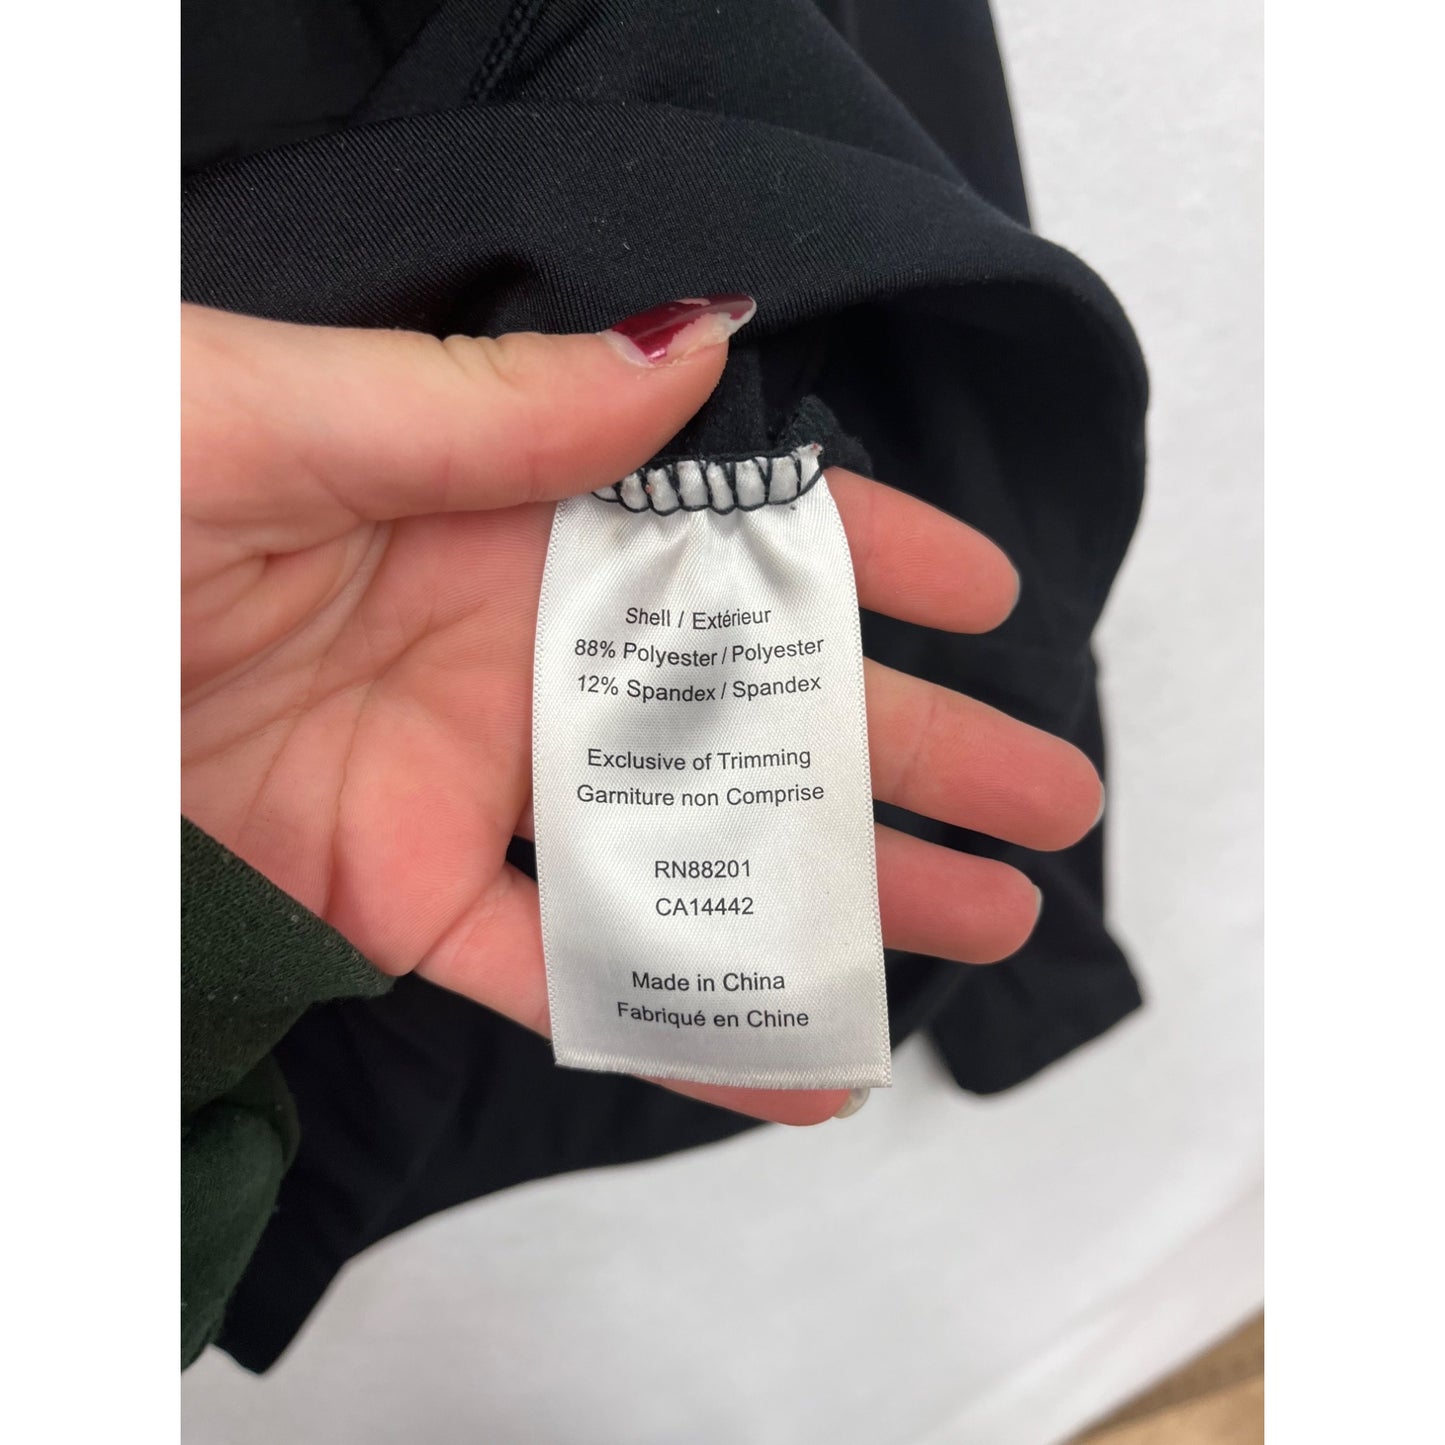 Shell / Extérieur
88% Polyester / Polyester
12% Spandex / Spandex
Exclusive of Trimming
Garniture non Comprise
RN88201
CA14442
Made in China
Fabriqué en Chine